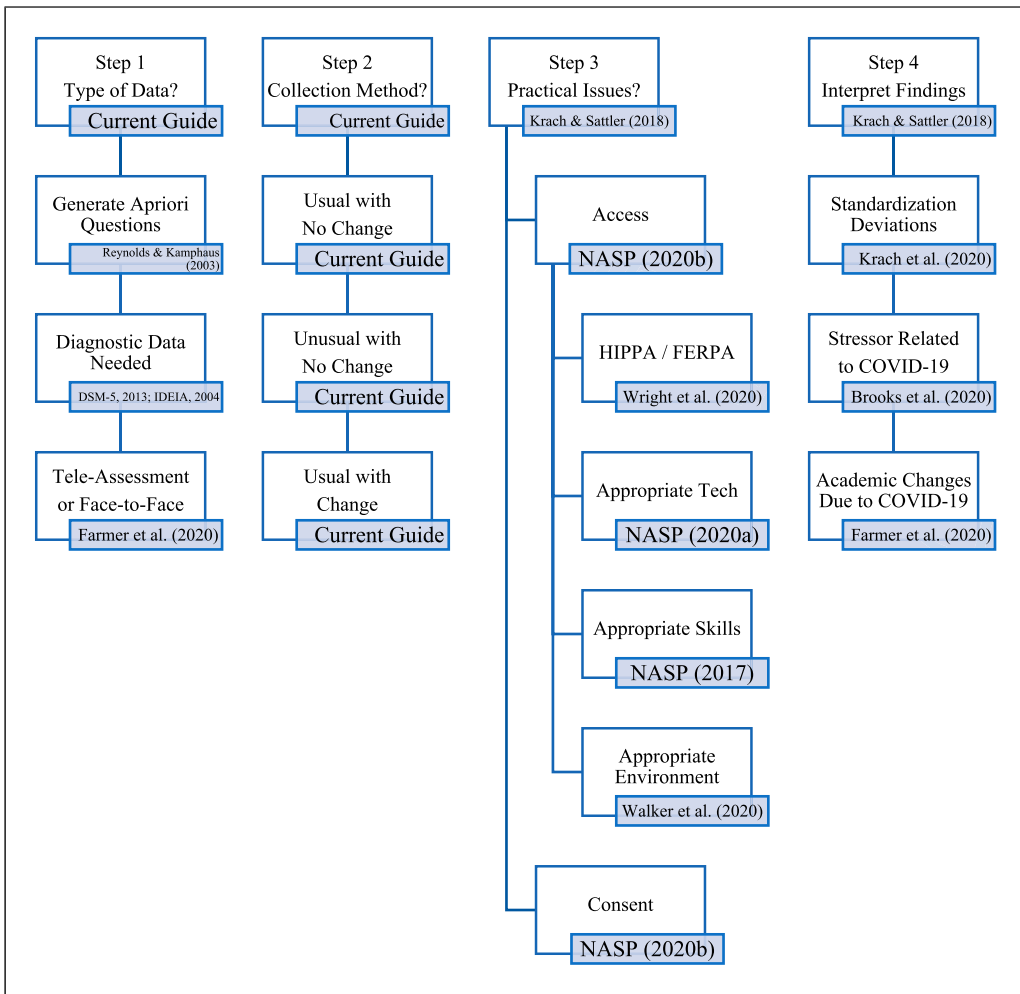 Step 1
Type of Data?
Current Guide
Generate Apriori
Questions
Reynolds & Kamphaus
(2003)
Diagnostic Data
Needed
DSM-5, 2013; IDEIA, 2004
Tele-Assessment
or Face-to-Face
Farmer et al. (2020)
Step 2
Collection Method?
Current Guide
Usual with
No Change
Current Guide
Unusual with
No Change
Current Guide
Usual with
Change
Current Guide
Step 3
Practical Issues?
Krach & Sattler (2018)
Access
NASP (2020b)
HIPPA / FERPA
Wright et al. (2020)
Appropriate Tech
NASP (2020a)
Appropriate Skills
NASP (2017)
Appropriate
Environment
Walker et al. (2020)
Consent
NASP (2020b)
Step 4
Interpret Findings
Krach & Sattler (2018)
Standardization
Deviations
Krach et al. (2020)
Stressor Related
to COVID-19
Brooks et al. (2020)
Academic Changes
Due to COVID-19
Farmer et al. (2020)